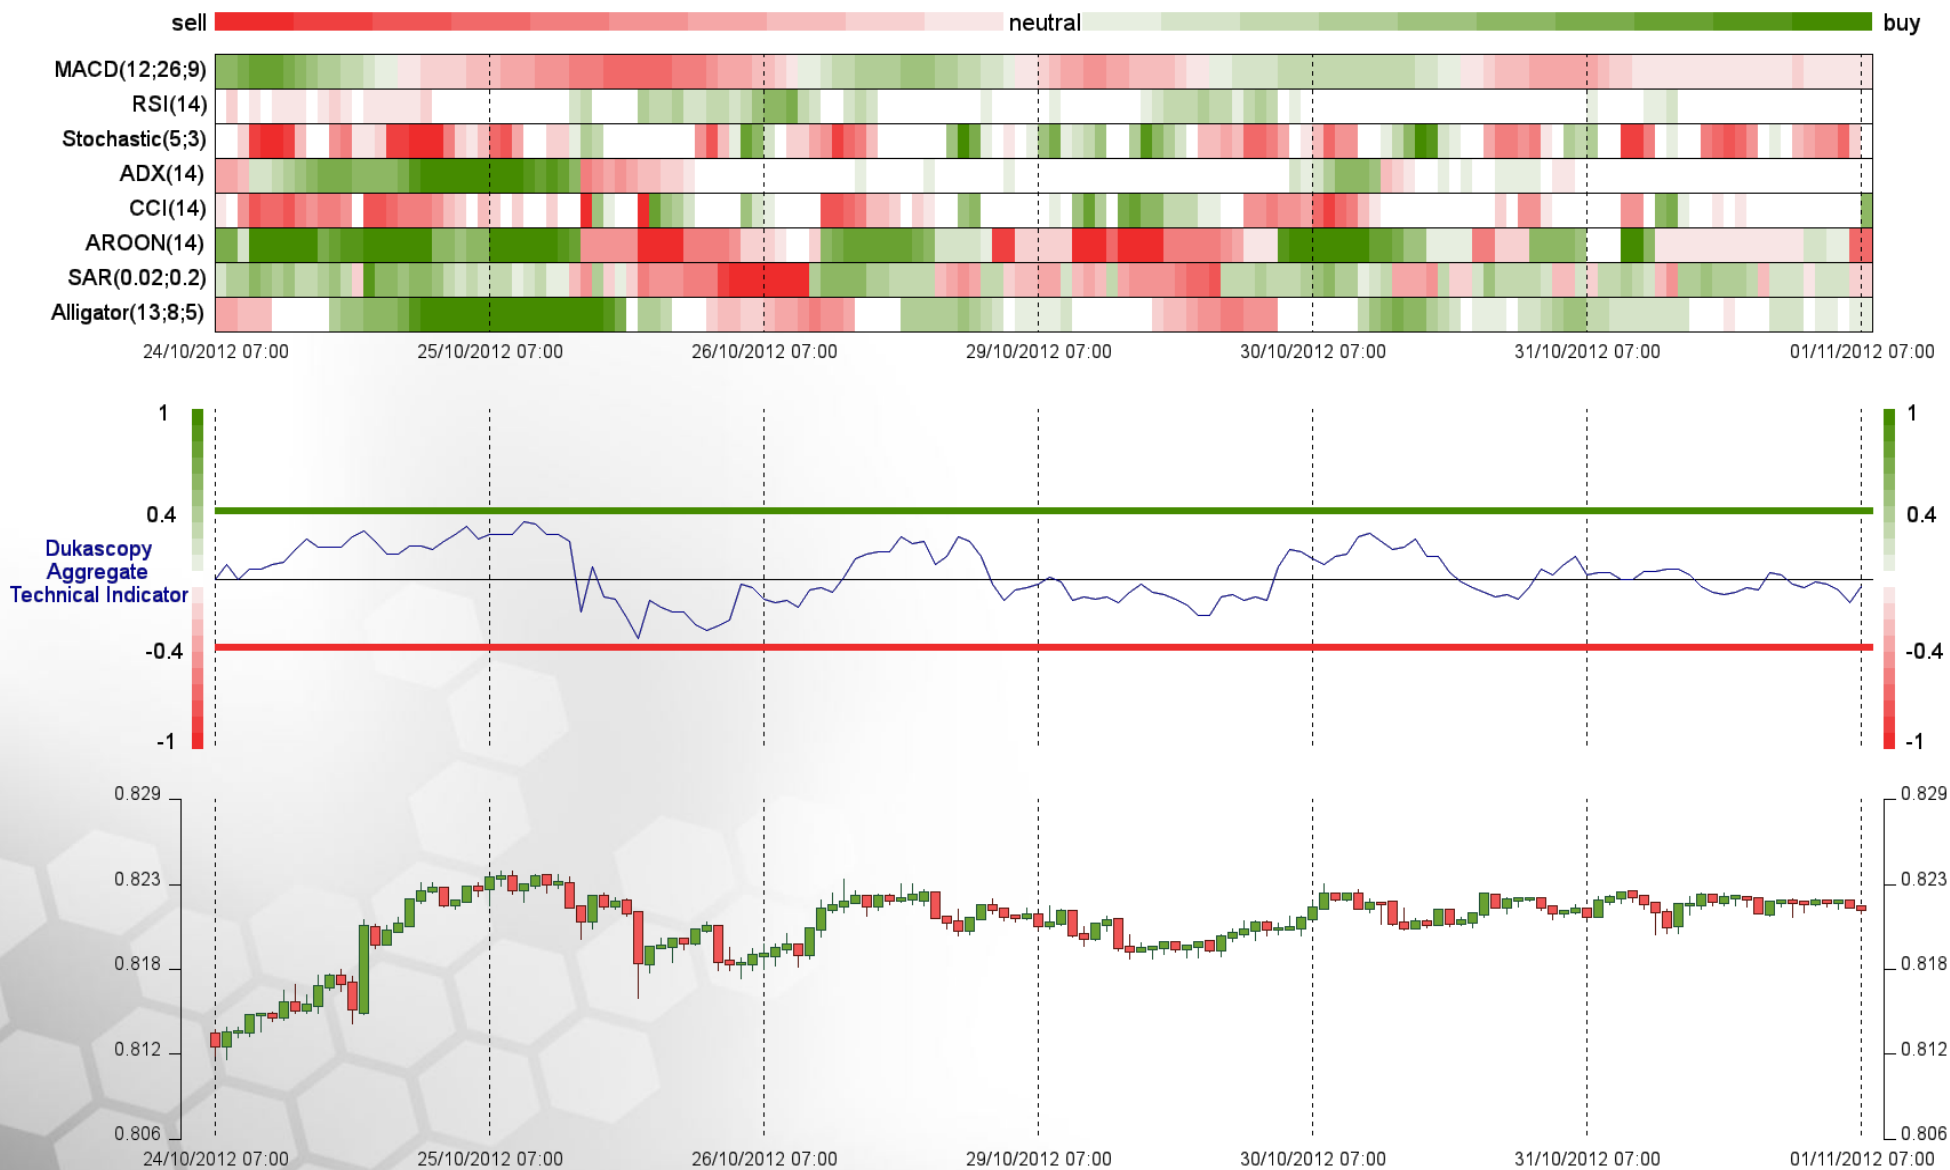 sell neutral buy
MACD(12;26;9)
RSI(14)
Stochastic(5;3)
ADX(14)
CCI(14)
AROON(14)
SAR(0.02;0.2)
Alligator(13;8;5)
24/10/2012 07:00 25/10/2012 07:00 26/10/2012 07:00 29/10/2012 07:00 30/10/2012 07:00 31/10/2012 07:00 01/11/2012 07:00
1 1
0.4 0.4
Dukascopy
Aggregate
Technical Indicator
-0.4 -0.4
-1 -1
0.829 0.829
0.823 0.823
0.818 0.818
0.812 0.812
0.806 0.806
24/10/2012 07:00 25/10/2012 07:00 26/10/2012 07:00 29/10/2012 07:00 30/10/2012 07:00 31/10/2012 07:00 01/11/2012 07:00